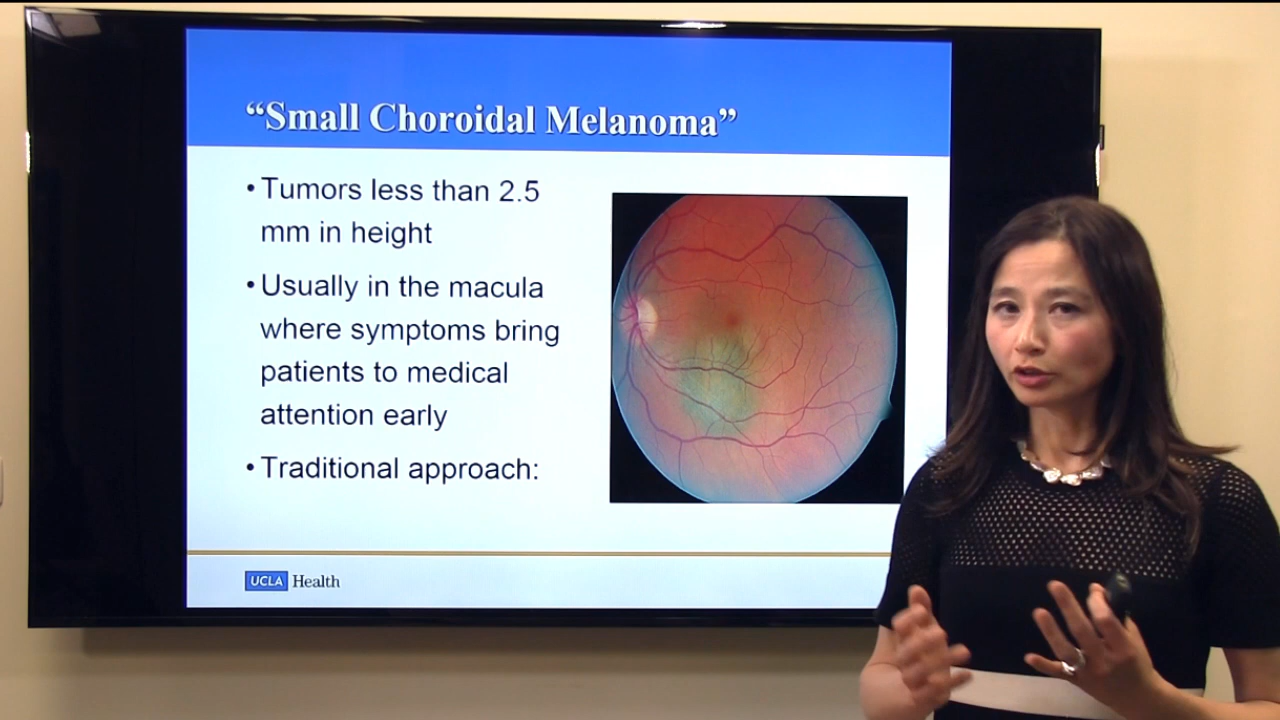 “Small Choroidal Melanoma”
• Tumors less than 2.5
mm in height
• Usually in the macula
where symptoms bring
patients to medical
attention early
• Traditional approach:
UCLA Health